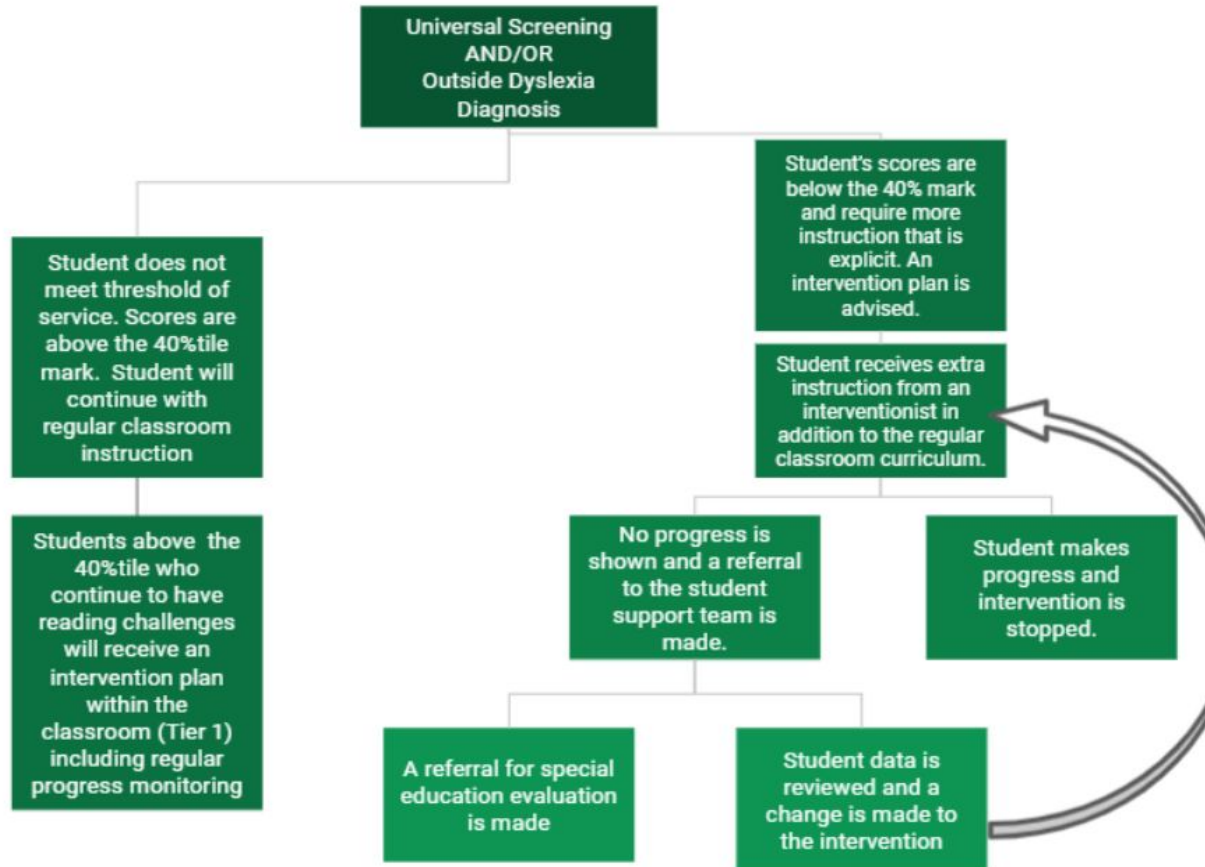 Universal Screening
AND/OR
Outside Dyslexia
Diagnosis
Student does not
meet threshold of
service. Scores are
above the 40%tile
mark. Student will
continue with
regular classroom
instruction
Students above the
40%tile who
continue to have
reading challenges
will receive an
intervention plan
within the
classroom (Tier 1)
including regular
progress monitoring
Student's scores are
below the 40% mark
and require more
instruction that is
explicit. An
intervention plan is
advised.
Student receives extra
instruction from an
interventionist in
addition to the regular
classroom curriculum.
No progress is
shown and a referral
to the student
support team is
made.
Student makes
progress and
intervention is
stopped.
A referral for special
education evaluation
is made
Student data is
reviewed and a
change is made to
the intervention